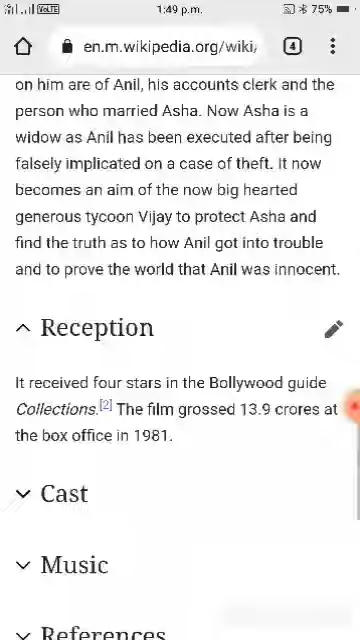 VoLTE 1:49 p.m. 75%
en.m.wikipedia.org/wiki/ 4
on him are of Anil, his accounts clerk and the
person who married Asha. Now Asha is a
widow as Anil has been executed after being
falsely implicated on a case of theft. It now
becomes an aim of the now big hearted
generous tycoon Vijay to protect Asha and
find the truth as to how Anil got into trouble
and to prove the world that Anil was innocent.
Reception
It received four stars in the Bollywood guide
Collections.[2] The film grossed 13.9 crores at
the box office in 1981.
Cast
Music
References